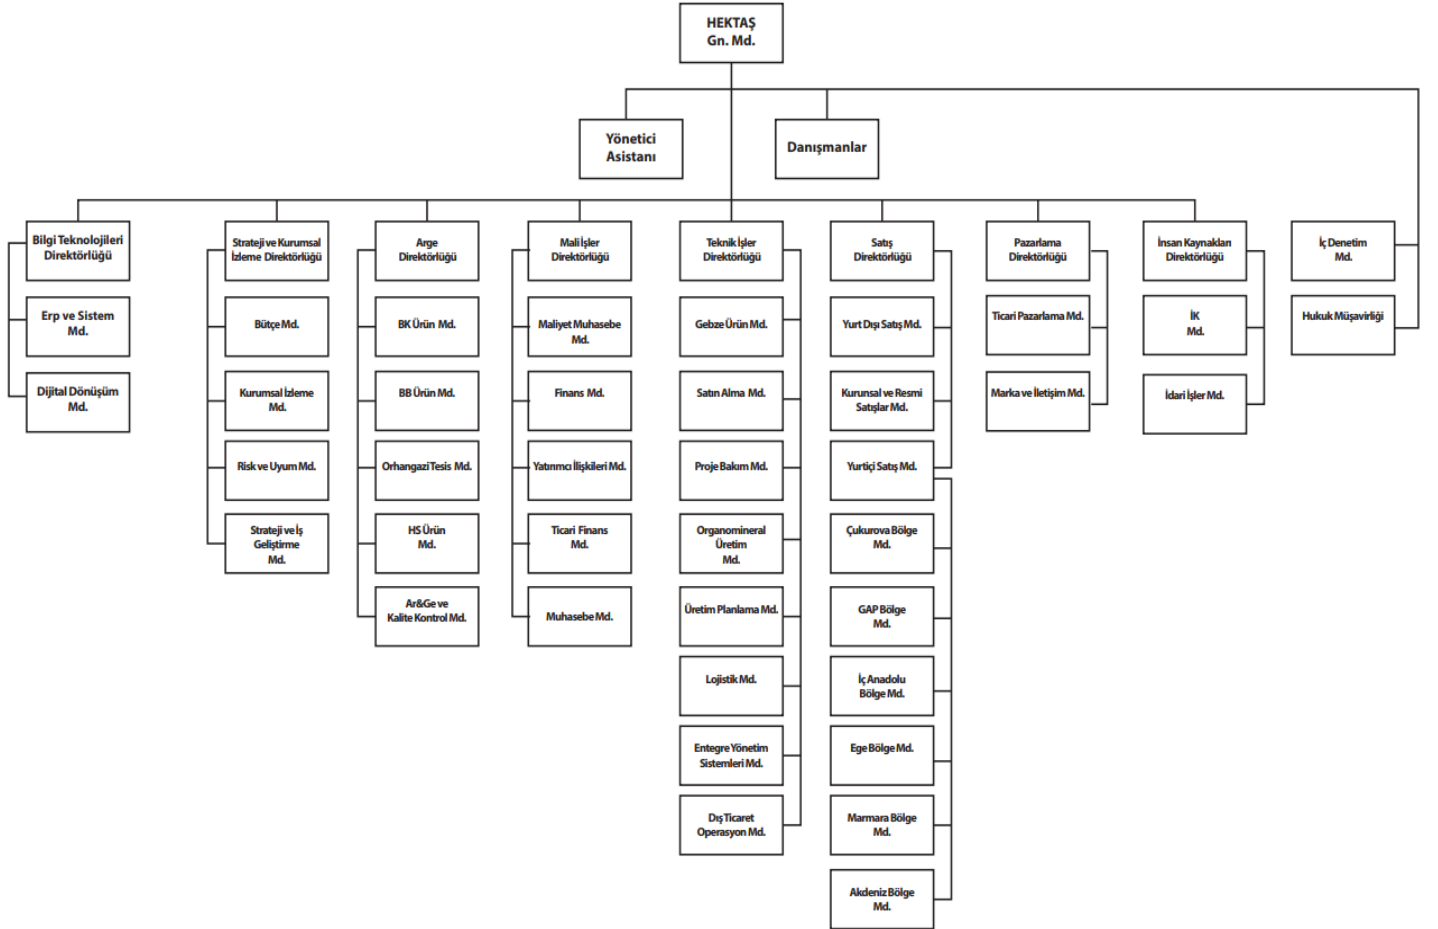 HEKTAŞ
Gn. Md.
Yönetici
Asistanı
Danışmanlar
Bilgi Teknolojileri
Direktörlüğü
Erp ve Sistem
Md.
Dijital Dönüşüm
Md.
Strateji ve Kurumsal
İzleme Direktörlüğü
Bütçe Md.
Kurumsal İzleme
Md.
Risk ve Uyum Md.
Strateji ve İş
Geliştirme
Md.
Arge
Direktörlüğü
BK Ürün Md.
BB Ürün Md.
Orhangazi Tesis Md.
HS Ürün
Md.
Ar&Ge ve
Kalite Kontrol Md.
Mali İşler
Direktörlüğü
Maliyet Muhasebe
Md.
Finans Md.
Yatırımcı İlişkileri Md.
Ticari Finans
Md.
Muhasebe Md.
Teknik İşler
Direktörlüğü
Gebze Ürün Md.
Satın Alma Md.
Proje Bakım Md.
Organomineral
Üretim
Md.
Üretim Planlama Md.
Lojistik Md.
Entegre Yönetim
Sistemleri Md.
Dış Ticaret
Operasyon Md.
Satış
Direktörlüğü
Yurt Dışı Satış Md.
Kurunsal ve Resmi
Satışlar Md.
Yurtiçi Satış Md.
Çukurova Bölge
Md.
GAP Bölge
Md.
İç Anadolu
Bölge Md.
Ege Bölge Md.
Marmara Bölge
Md.
Akdeniz Bölge
Md.
Pazarlama
Direktörlüğü
Ticari Pazarlama Md.
Marka ve İletişim Md.
İnsan Kaynakları
Direktörlüğü
İK
Md.
İdari İşler Md.
İç Denetim
Md.
Hukuk Müşavirliği